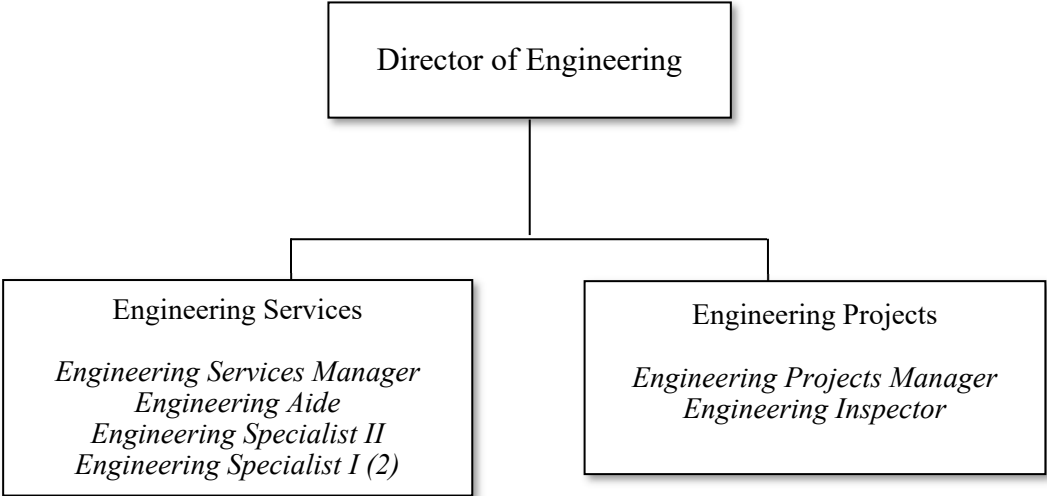 Director of Engineering
Engineering Services
Engineering Services Manager
Engineering Aide
Engineering Specialist II
Engineering Specialist I (2)
Engineering Projects
Engineering Projects Manager
Engineering Inspector